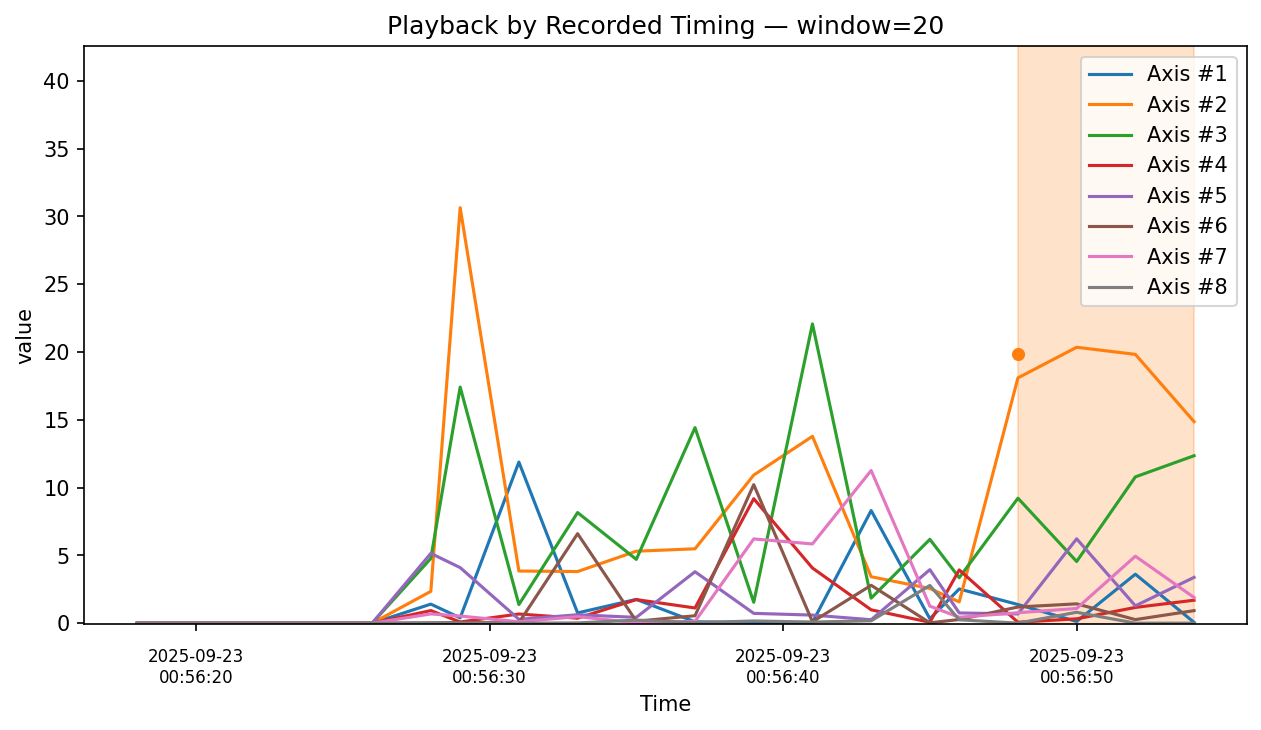 Playback by Recorded Timing — window=20
value
40
35
30
25
20
15
10
5
0
Axis #1
Axis #2
Axis #3
Axis #4
Axis #5
Axis #6
Axis #7
Axis #8
2025-09-23
00:56:20
2025-09-23
00:56:30
2025-09-23
00:56:40
2025-09-23
00:56:50
Time